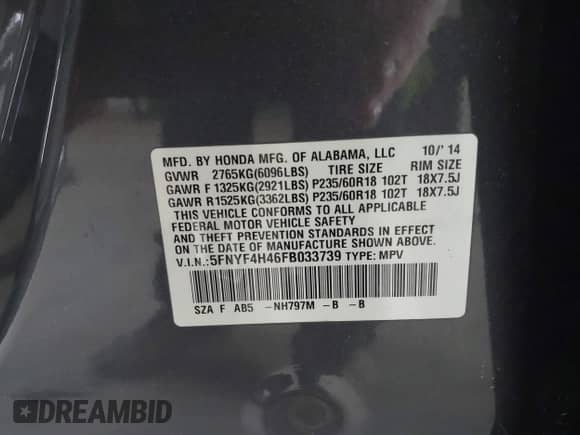 MFD. BY HONDA MFG. OF ALABAMA, LLC 10/'14
GVWR 2765KG(6096LBS) TIRE SIZE RIM SIZE
GAWR F 1325KG(2921LBS) P235/60R18 102T 18X7.5J
GAWR R 1525KG(3362LBS) P235/60R18 102T 18X7.5J
THIS VEHICLE CONFORMS TO ALL APPLICABLE
FEDERAL MOTOR VEHICLE SAFETY
AND THEFT PREVENTION STANDARDS IN EFFECT
ON THE DATE OF MANUFACTURE SHOWN ABOVE.
V.I.N.:5FNYF4H46FB033739 TYPE: MPV
SZA F AB5 -NH797M -B -B
DREAMBID